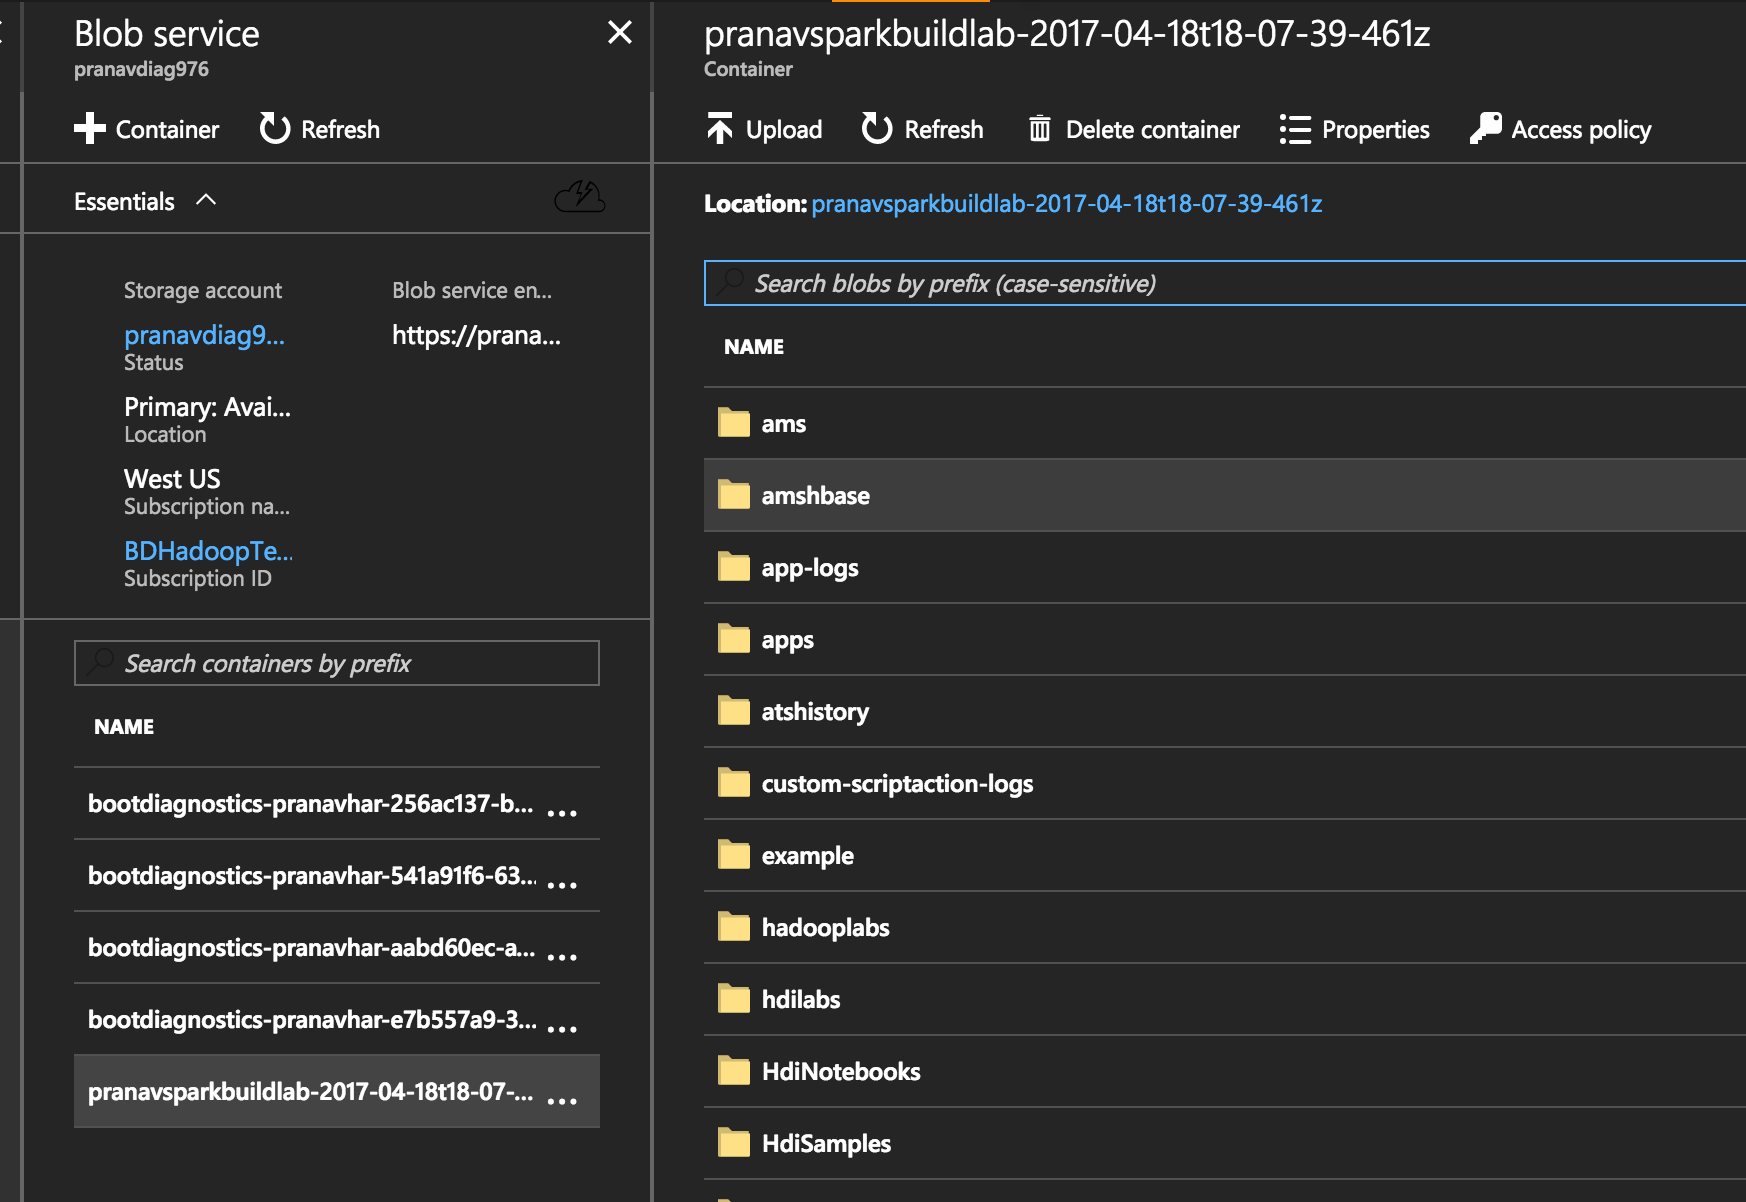 Blob service
pranavdiag976
Container
Refresh
Essentials
Storage account
pranavdiag9...
Status
Primary: Avai...
Location
West US
Subscription na...
BDHadoopTe...
Subscription ID
Blob service en...
https://prana...
Search containers by prefix
NAME
bootdiagnostics-pranavhar-256ac137-b... ...
bootdiagnostics-pranavhar-541a91f6-63... ...
bootdiagnostics-pranavhar-aabd60ec-a... ...
bootdiagnostics-pranavhar-e7b557a9-3... ...
pranavsparkbuildlab-2017-04-18t18-07-... ...
pranavsparkbuildlab-2017-04-18t18-07-39-461z
Container
Upload
Refresh
Delete container
Properties
Access policy
Location: pranavsparkbuildlab-2017-04-18t18-07-39-461z
Search blobs by prefix (case-sensitive)
NAME
ams
amshbase
app-logs
apps
atshistory
custom-scriptaction-logs
example
hadooplabs
hdilabs
HdiNotebooks
HdiSamples